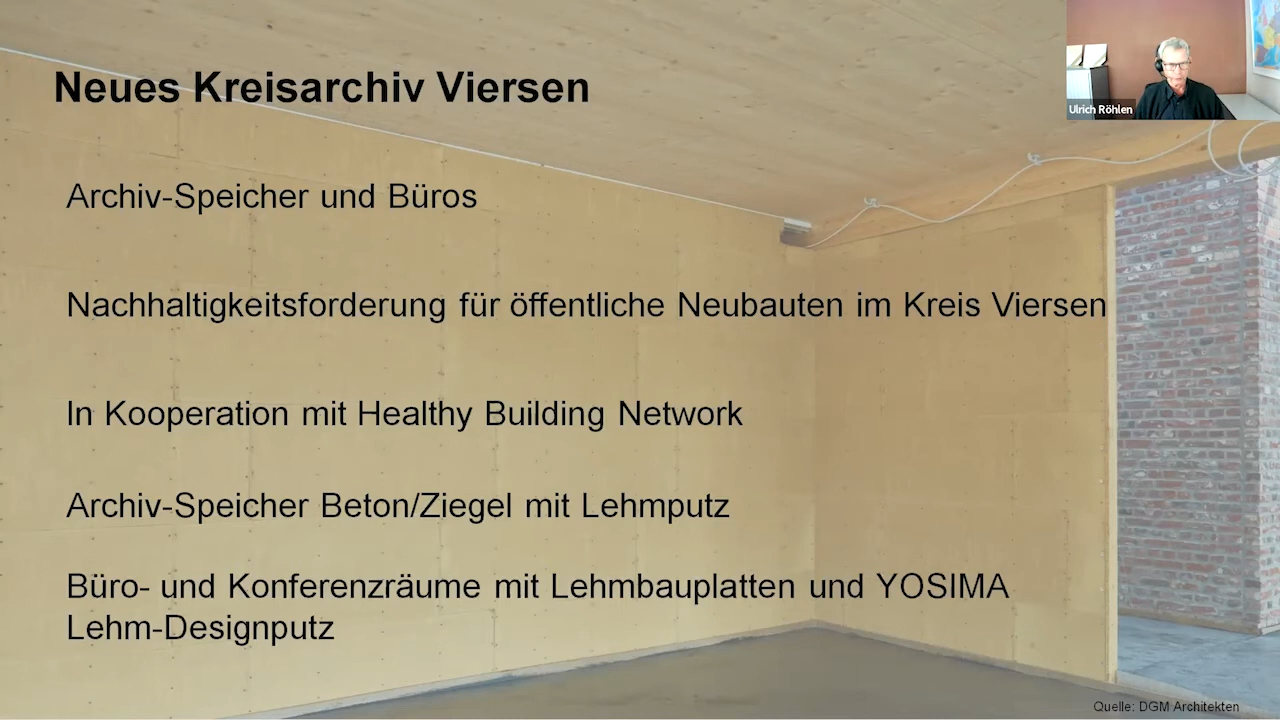 Neues Kreisarchiv Viersen
Ulrich Röhlen
Archiv-Speicher und Büros
Nachhaltigkeitsforderung für öffentliche Neubauten im Kreis Viersen
In Kooperation mit Healthy Building Network
Archiv-Speicher Beton/Ziegel mit Lehmputz
Büro- und Konferenzräume mit Lehmbauplatten und YOSIMA
Lehm-Designputz
Quelle: DGM Architekten